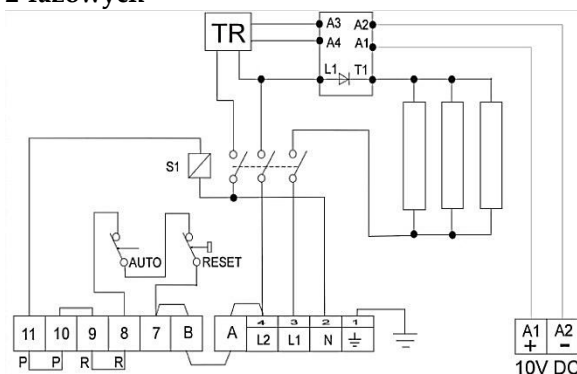 2-fazowych
TR
A3 A2
A4 A1
L1 T1
S1
AUTO RESET
11 10 9 8 7 B A
4 3 2 1
L2 L1 N
P P R R
A1 A2
+ −
10V DC